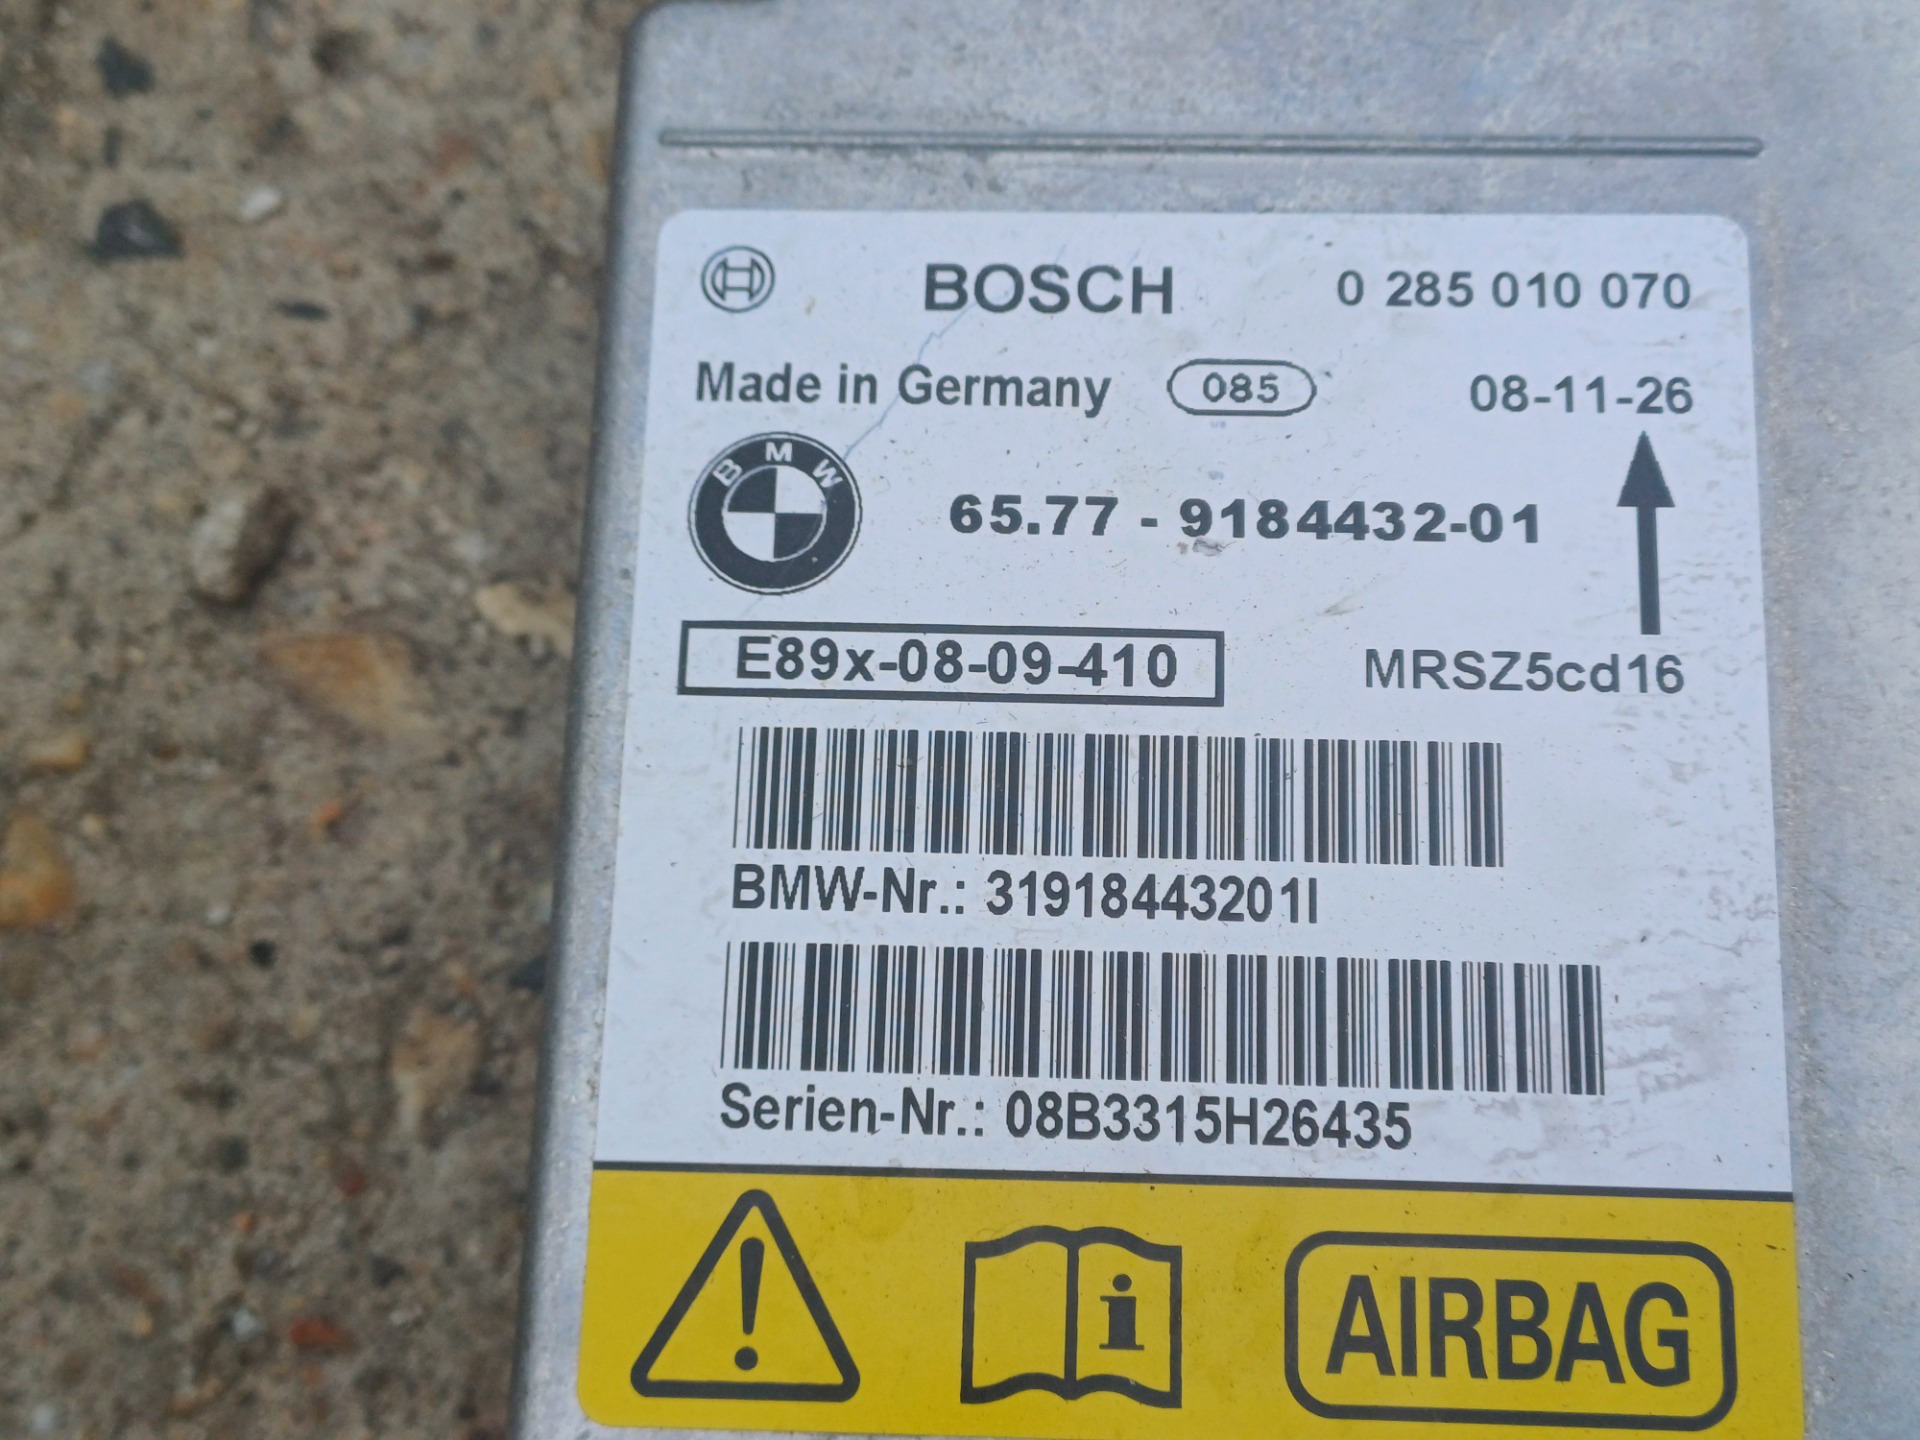 BOSCH 0 285 010 070
Made in Germany 085 08-11-26
BMW
65.77 - 9184432-01
E89x-08-09-410 MRSZ5cd16
BMW-Nr.: 31918443201I
Serien-Nr.: 08B3315H26435
! i AIRBAG